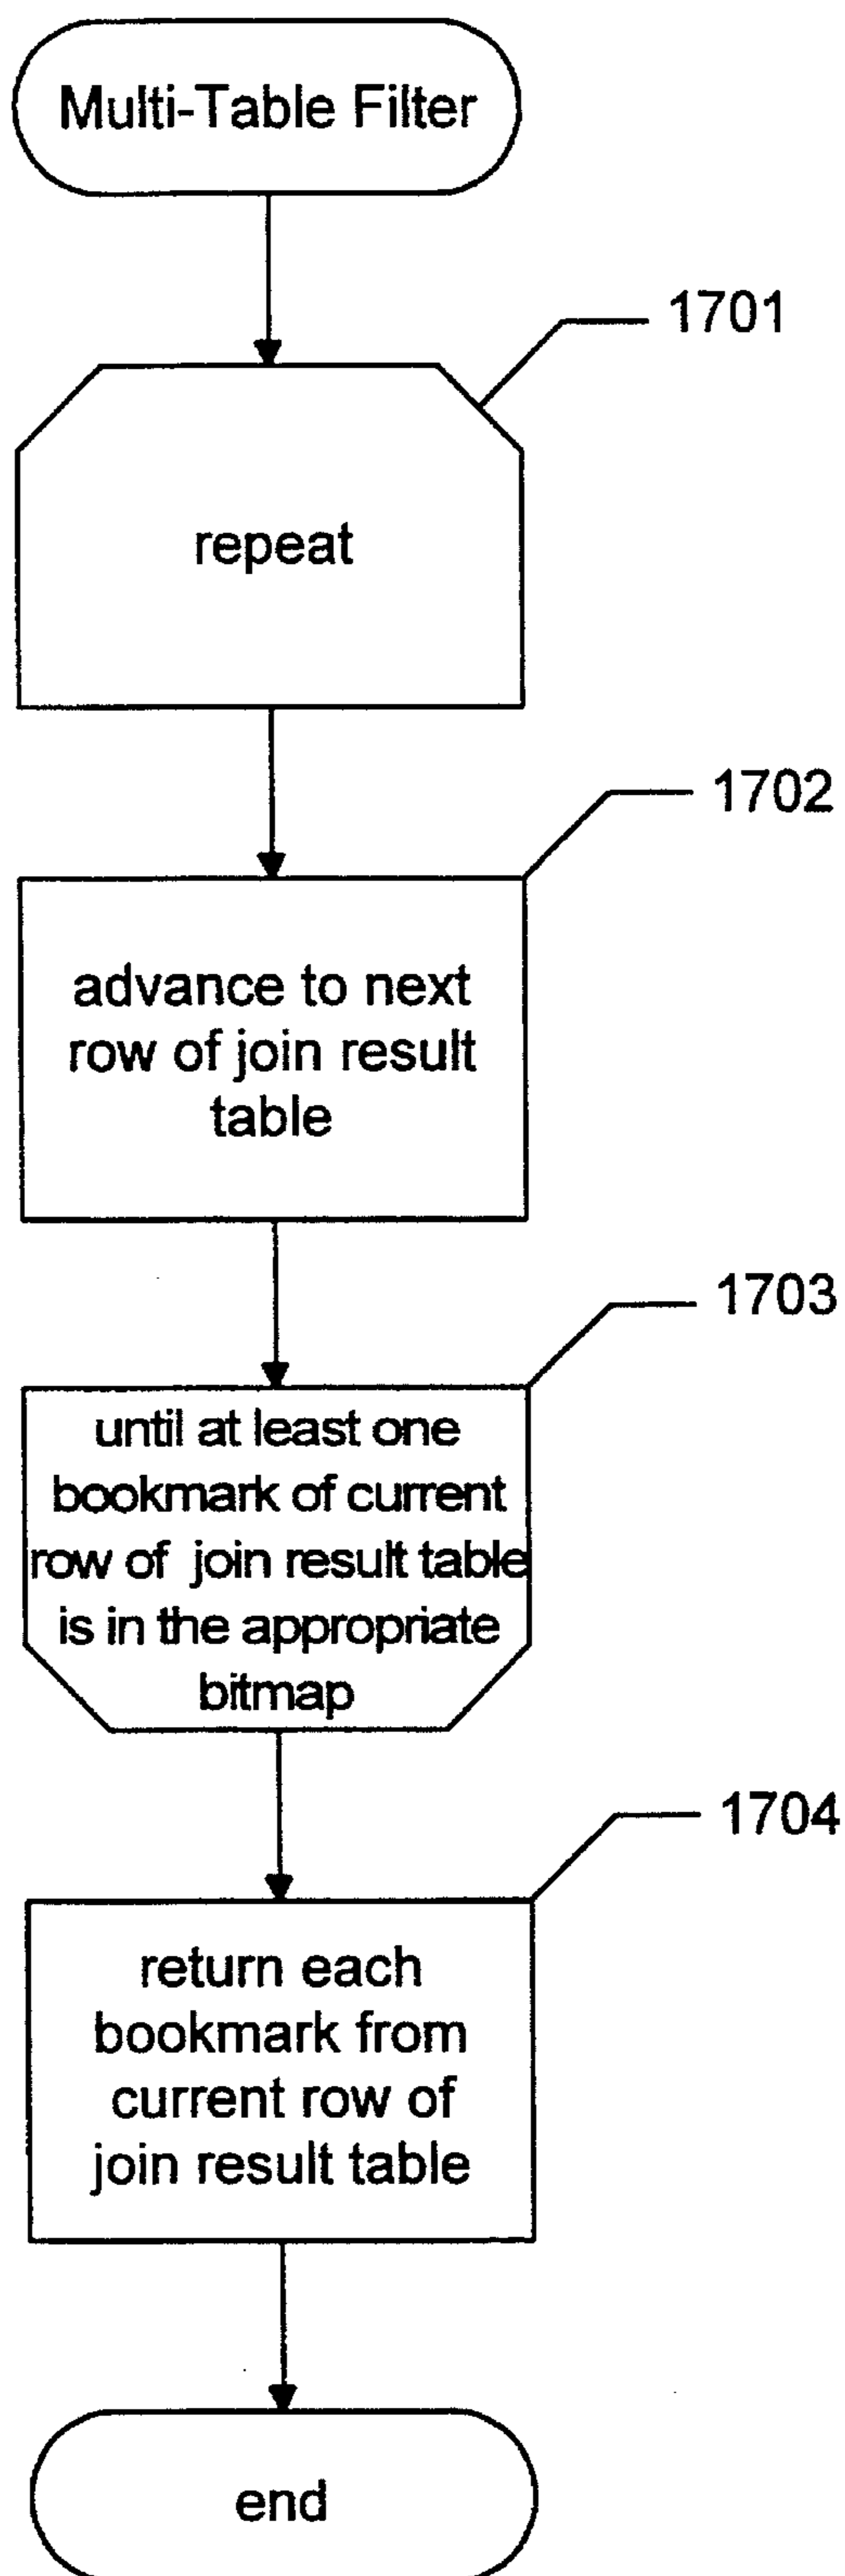 Multi-Table Filter
1701
repeat
1702
advance to next
row of join result
table
1703
until at least one
bookmark of current
row of join result table
is in the appropriate
bitmap
1704
return each
bookmark from
current row of
join result table
end